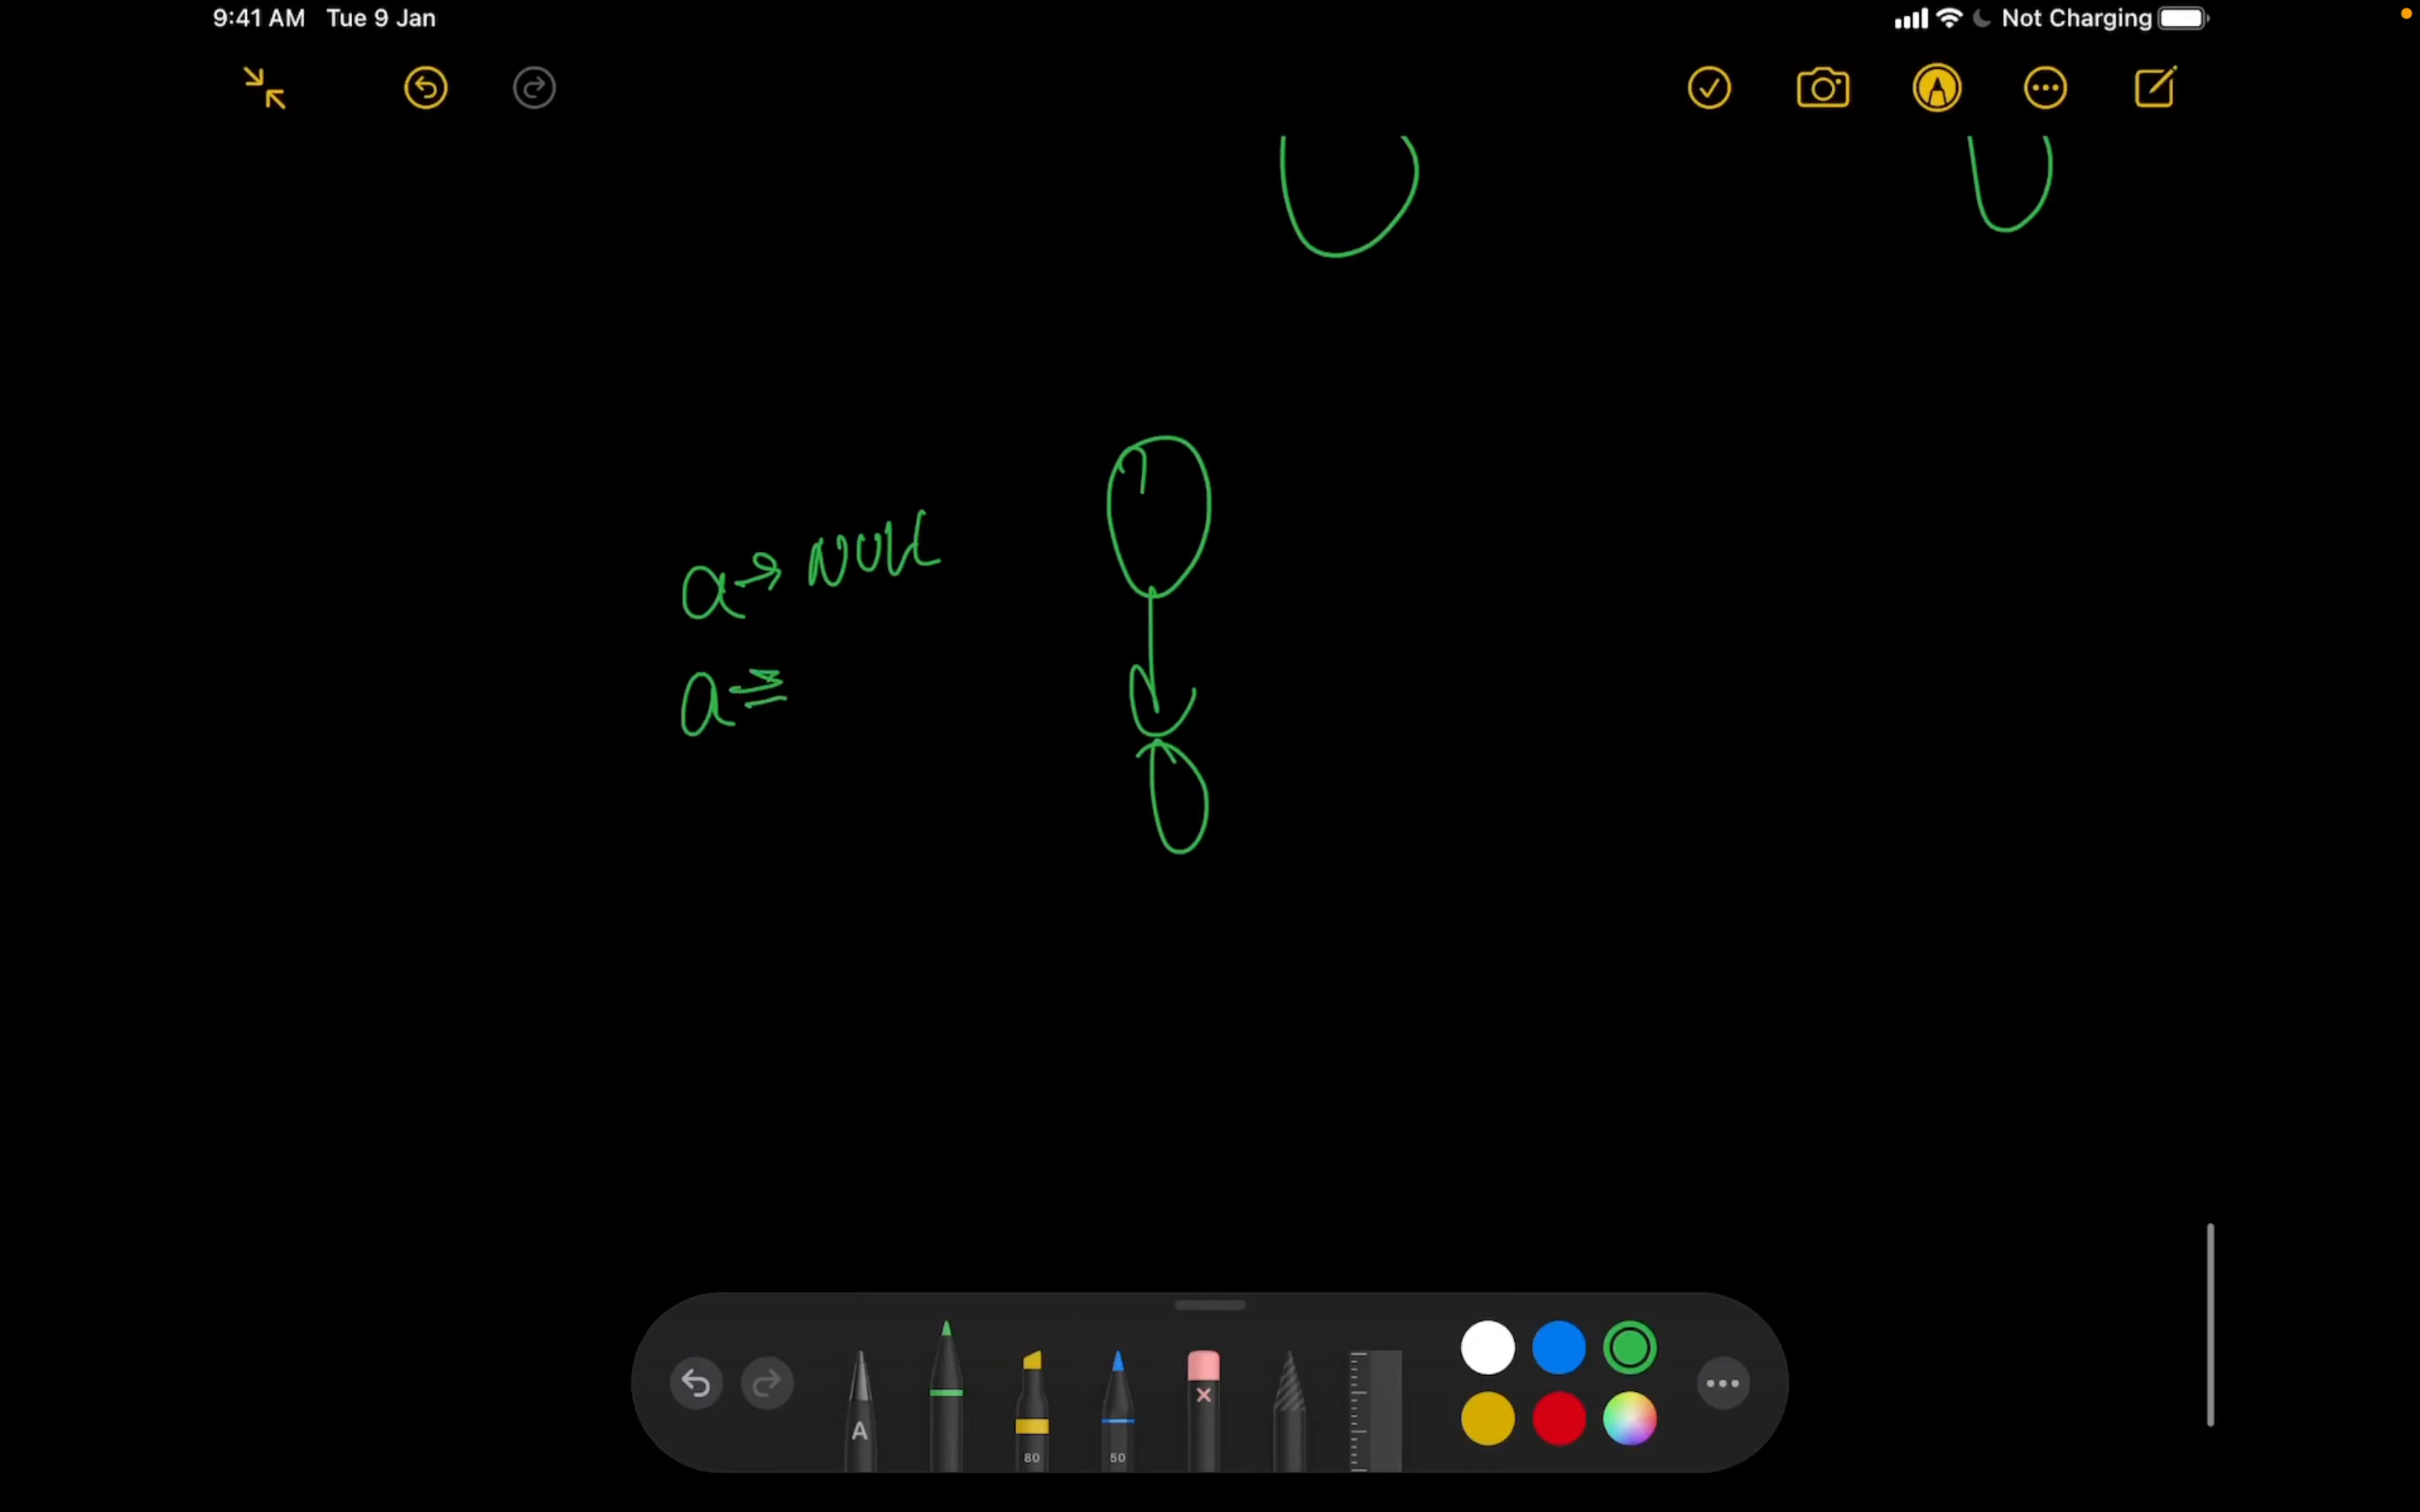 9:41 AM Tue 9 Jan
Not Charging
a → NULL
a =
A
80
50